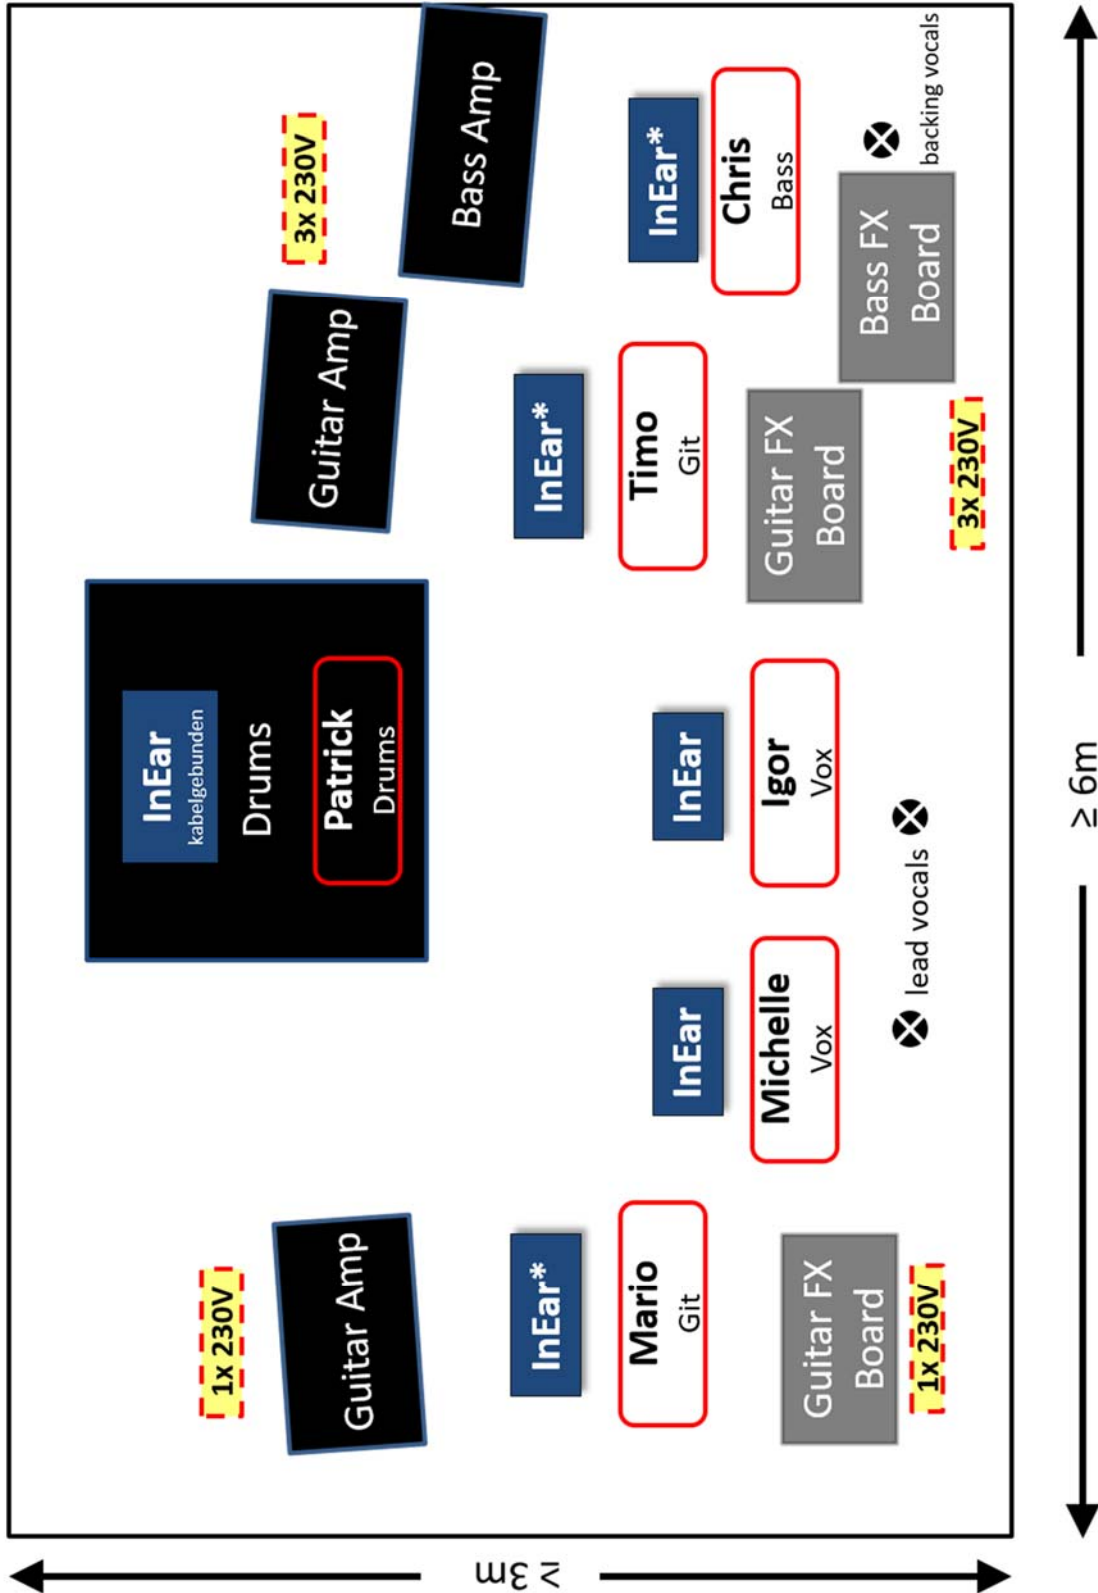 InEar
kabelgebunden
Drums
Patrick
Drums
1x 230V
Guitar Amp
Guitar Amp
3x 230V
Bass Amp
InEar*
Mario
Git
Guitar FX
Board
1x 230V
InEar
Michelle
Vox
InEar
Igor
Vox
lead vocals
InEar*
Timo
Git
Guitar FX
Board
3x 230V
InEar*
Chris
Bass
Bass FX
Board
backing vocals
≥ 3m
≥ 6m